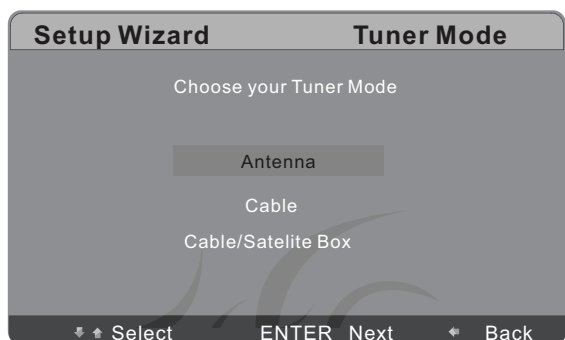 Setup Wizard Tuner Mode
Choose your Tuner Mode
Antenna
Cable
Cable/Satelite Box
Select ENTER Next Back